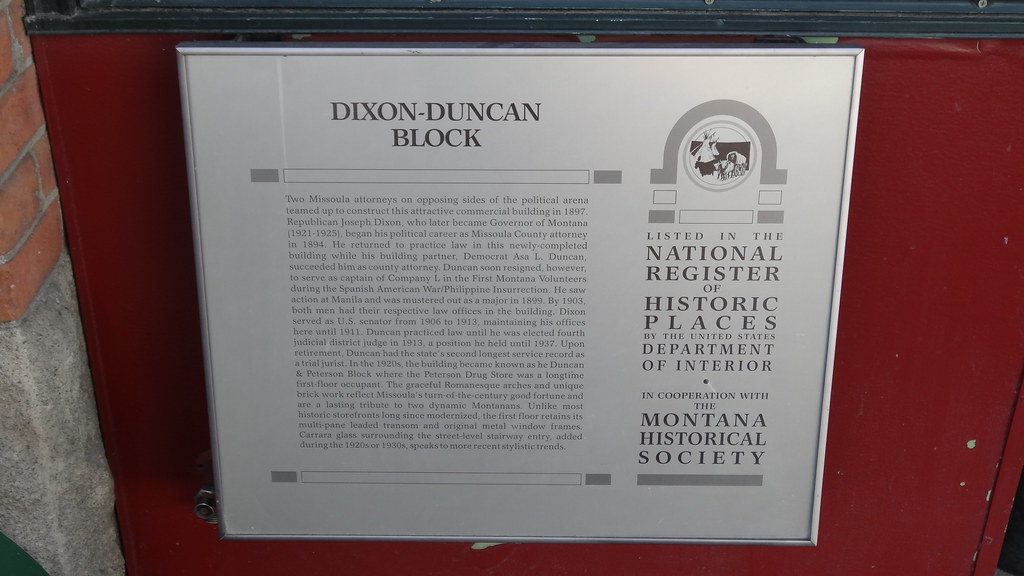 DIXON-DUNCAN
BLOCK
Two Missoula attorneys on opposing sides of the political arena
teamed up to construct this attractive commercial building in 1897.
Republican Joseph Dixon, who later became Governor of Montana
(1921-1925), began his political career as Missoula County attorney
in 1894. He returned to practice law in this newly-completed
building while his building partner, Democrat Asa L. Duncan,
succeeded him as county attorney. Duncan soon resigned, however,
to serve as captain of Company L in the First Montana Volunteers
during the Spanish American War/Philippine Insurrection. He saw
action at Manila and was mustered out as a major in 1899. By 1903,
both men had their respective law offices in the building. Dixon
served as U.S. senator from 1906 to 1913, maintaining his offices
here until 1911. Duncan practiced law until he was elected fourth
judicial district judge in 1913, a position he held until 1937. Upon
retirement, Duncan had the state's second longest service record as
a trial jurist. In the 1920s, the building became known as he Duncan
& Peterson Block where the Peterson Drug Store was a longtime
first-floor occupant. The graceful Romanesque arches and unique
brick work reflect Missoula's turn-of-the-century good fortune and
are a lasting tribute to two dynamic Montanans. Unlike most
historic storefronts long since modernized, the first floor retains its
multi-pane leaded transom and original metal window frames.
Carrara glass surrounding the street-level stairway entry, added
during the 1920s or 1930s, speaks to more recent stylistic trends.
LISTED IN THE
NATIONAL
REGISTER
OF
HISTORIC
PLACES
BY THE UNITED STATES
DEPARTMENT
OF INTERIOR
IN COOPERATION WITH
THE
MONTANA
HISTORICAL
SOCIETY